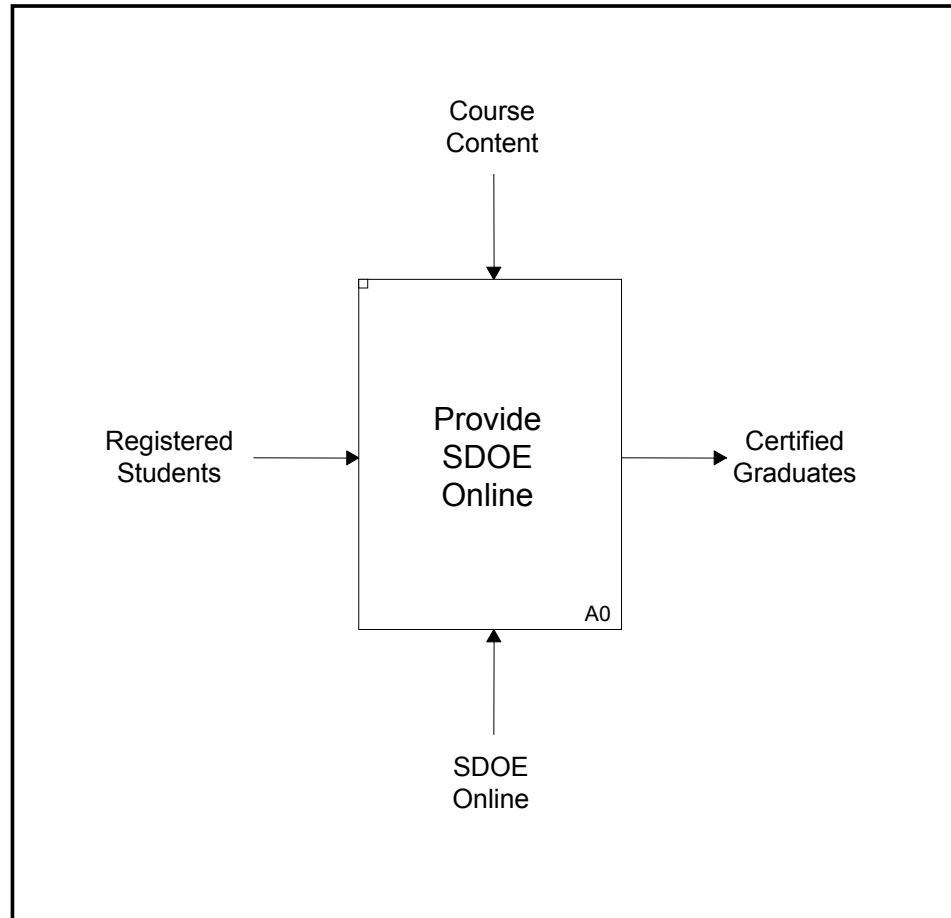 Course
Content
Registered
Students
Provide
SDOE
Online
Certified
Graduates
A0
SDOE
Online